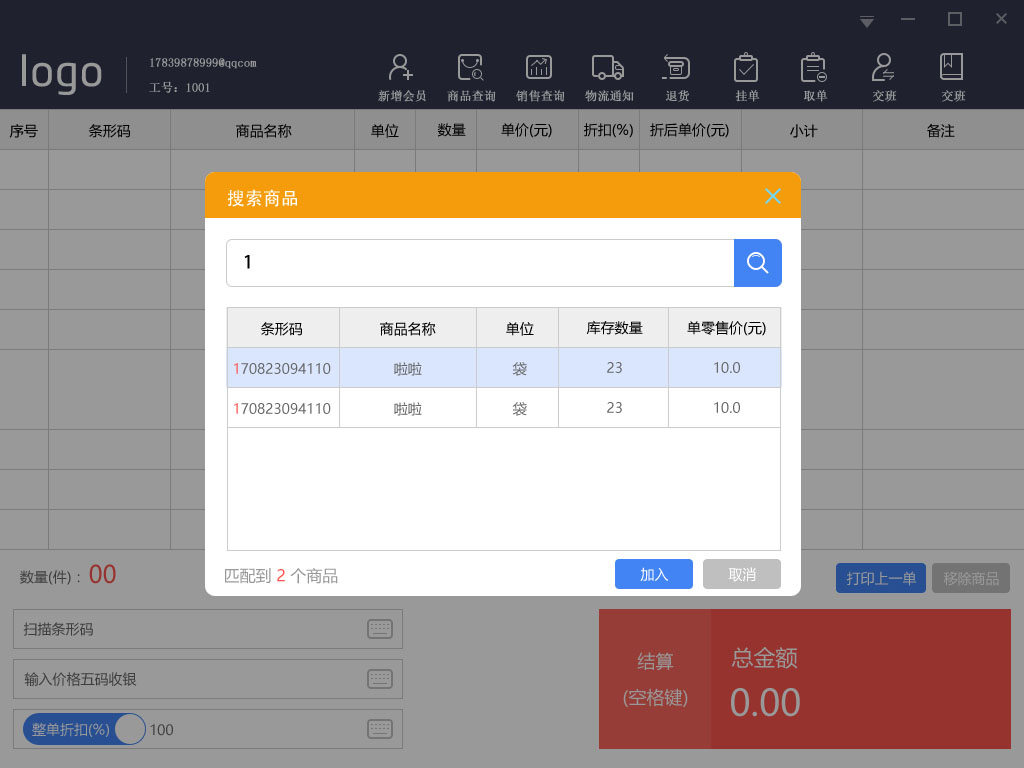 logo
17839878999@qqcom
工号：1001
新增会员 商品查询 销售查询 物流通知 退货 挂单 取单 交班 交班
序号 条形码 商品名称 单位 数量 单价(元) 折扣(%) 折后单价(元) 小计 备注
搜索商品
1
条形码 商品名称 单位 库存数量 单零售价(元)
170823094110 啦啦 袋 23 10.0
170823094110 啦啦 袋 23 10.0
匹配到 2 个商品 加入 取消
数量(件)： 00 打印上一单 移除商品
扫描条形码
输入价格五码收银
整单折扣(%) 100
结算
(空格键)
总金额
0.00